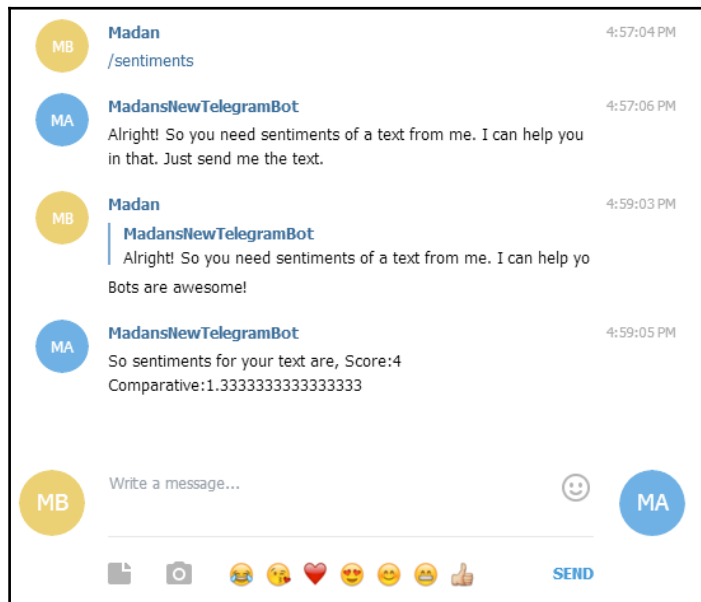 MB
Madan
4:57:04 PM
/sentiments
MA
MadansNewTelegramBot
4:57:06 PM
Alright! So you need sentiments of a text from me. I can help you
in that. Just send me the text.
MB
Madan
4:59:03 PM
MadansNewTelegramBot
Alright! So you need sentiments of a text from me. I can help yo
Bots are awesome!
MA
MadansNewTelegramBot
4:59:05 PM
So sentiments for your text are, Score:4
Comparative:1.3333333333333333
MB
Write a message...
MA
SEND